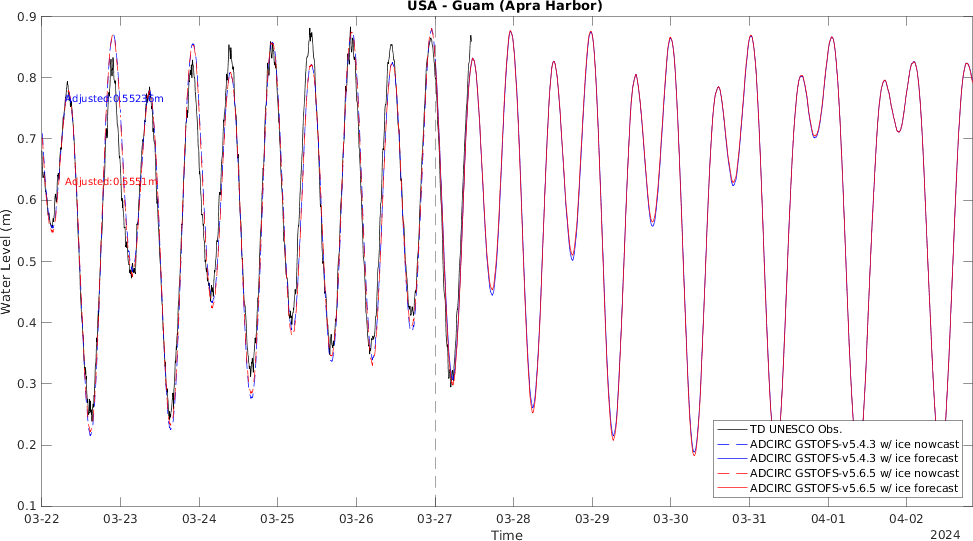 USA - Guam (Apra Harbor)
0.9
0.8
0.7
0.6
0.5
0.4
0.3
0.2
0.1
Water Level (m)
Adjusted:0.55236m
Adjusted:0.5551m
TD UNESCO Obs.
ADCIRC GSTOFS-v5.4.3 w/ ice nowcast
ADCIRC GSTOFS-v5.4.3 w/ ice forecast
ADCIRC GSTOFS-v5.6.5 w/ ice nowcast
ADCIRC GSTOFS-v5.6.5 w/ ice forecast
03-22 03-23 03-24 03-25 03-26 03-27 03-28 03-29 03-30 03-31 04-01 04-02
Time
2024